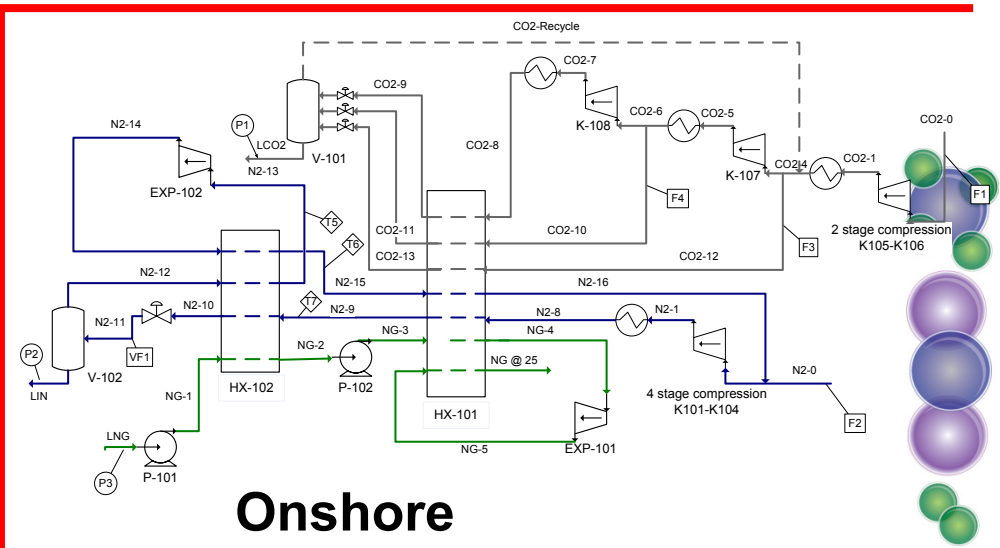 CO2-Recycle
CO2-7
CO2-9
K-108
CO2-6
CO2-5
CO2-0
P1
N2-14
LCO2
N2-13
V-101
CO2-8
K-107
CO2-4
CO2-1
EXP-102
T5
F4
F1
2 stage compression
K105-K106
CO2-11
CO2-10
F3
T6
CO2-13
CO2-12
N2-12
N2-15
N2-16
N2-10
T7
N2-9
N2-8
N2-1
N2-11
NG-3
NG-4
VF1
NG-2
NG @ 25
P2
V-102
HX-102
P-102
LIN
NG-1
4 stage compression
K101-K104
N2-0
HX-101
F2
LNG
NG-5
EXP-101
P3
P-101
Onshore